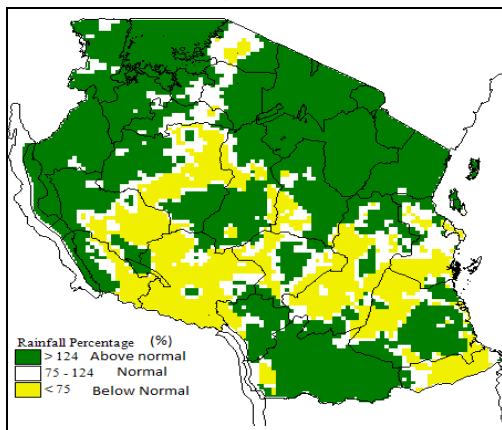 Rainfall Percentage (%)
> 124 Above normal
75 - 124 Normal
< 75 Below Normal